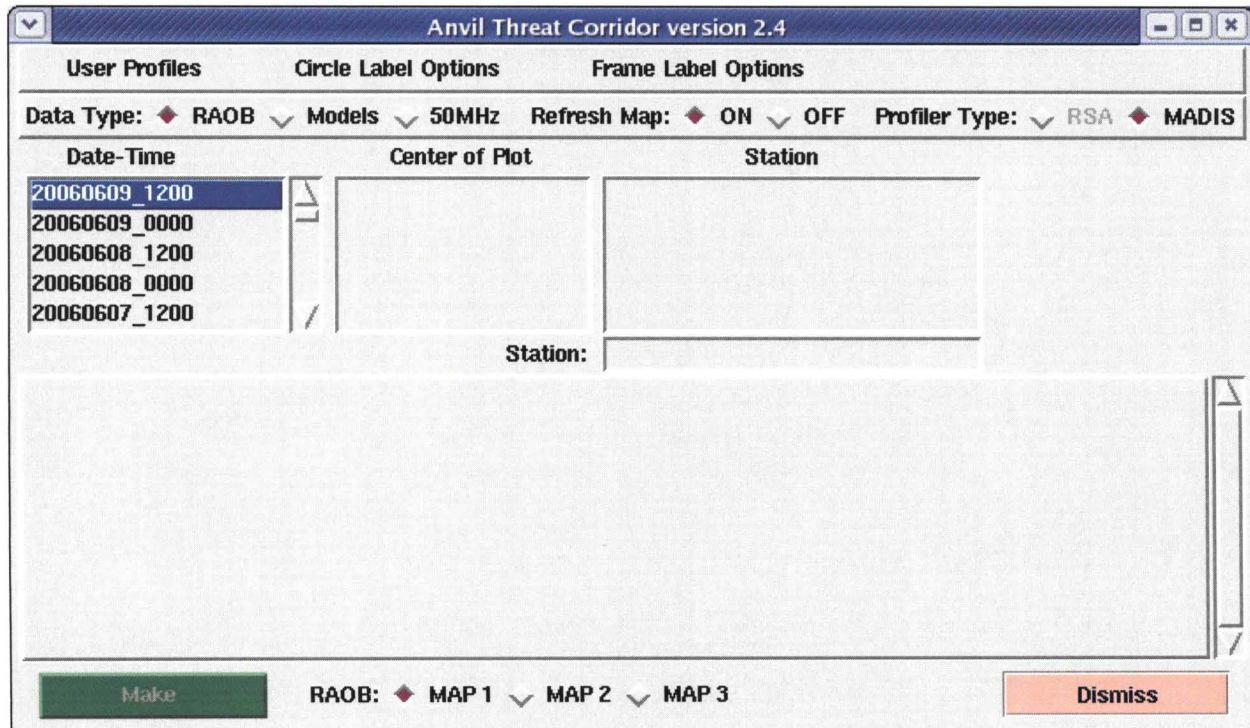 Anvil Threat Corridor version 2.4
User Profiles Circle Label Options Frame Label Options
Data Type: RAOB Models 50MHz Refresh Map: ON OFF Profiler Type: RSA MADIS
Date-Time Center of Plot Station
20060609_1200
20060609_0000
20060608_1200
20060608_0000
20060607_1200
Station:
Make RAOB: MAP 1 MAP 2 MAP 3 Dismiss